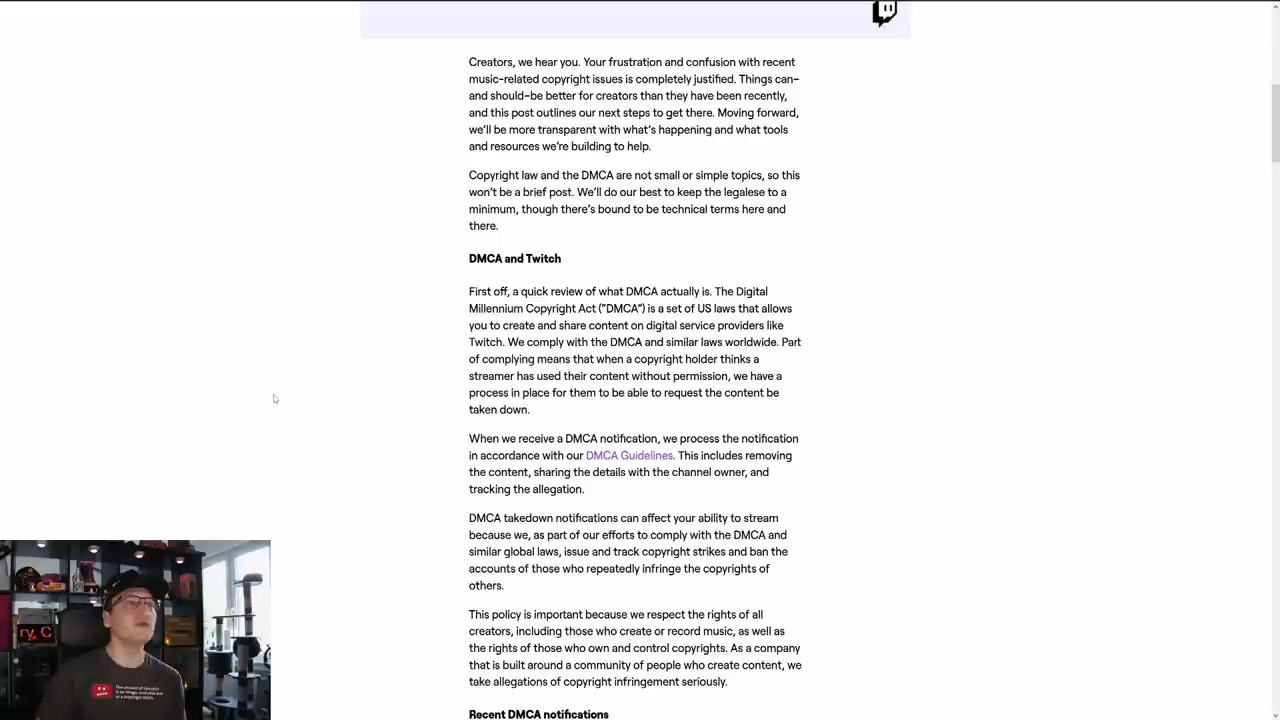 Creators, we hear you. Your frustration and confusion with recent
music-related copyright issues is completely justified. Things can–
and should–be better for creators than they have been recently,
and this post outlines our next steps to get there. Moving forward,
we'll be more transparent with what's happening and what tools
and resources we're building to help.
Copyright law and the DMCA are not small or simple topics, so this
won't be a brief post. We'll do our best to keep the legalese to a
minimum, though there's bound to be technical terms here and
there.
DMCA and Twitch
First off, a quick review of what DMCA actually is. The Digital
Millennium Copyright Act ("DMCA") is a set of US laws that allows
you to create and share content on digital service providers like
Twitch. We comply with the DMCA and similar laws worldwide. Part
of complying means that when a copyright holder thinks a
streamer has used their content without permission, we have a
process in place for them to be able to request the content be
taken down.
When we receive a DMCA notification, we process the notification
in accordance with our DMCA Guidelines. This includes removing
the content, sharing the details with the channel owner, and
tracking the allegation.
DMCA takedown notifications can affect your ability to stream
because we, as part of our efforts to comply with the DMCA and
similar global laws, issue and track copyright strikes and ban the
accounts of those who repeatedly infringe the copyrights of
others.
This policy is important because we respect the rights of all
creators, including those who create or record music, as well as
the rights of those who own and control copyrights. As a company
that is built around a community of people who create content, we
take allegations of copyright infringement seriously.
Recent DMCA notifications
ry, C